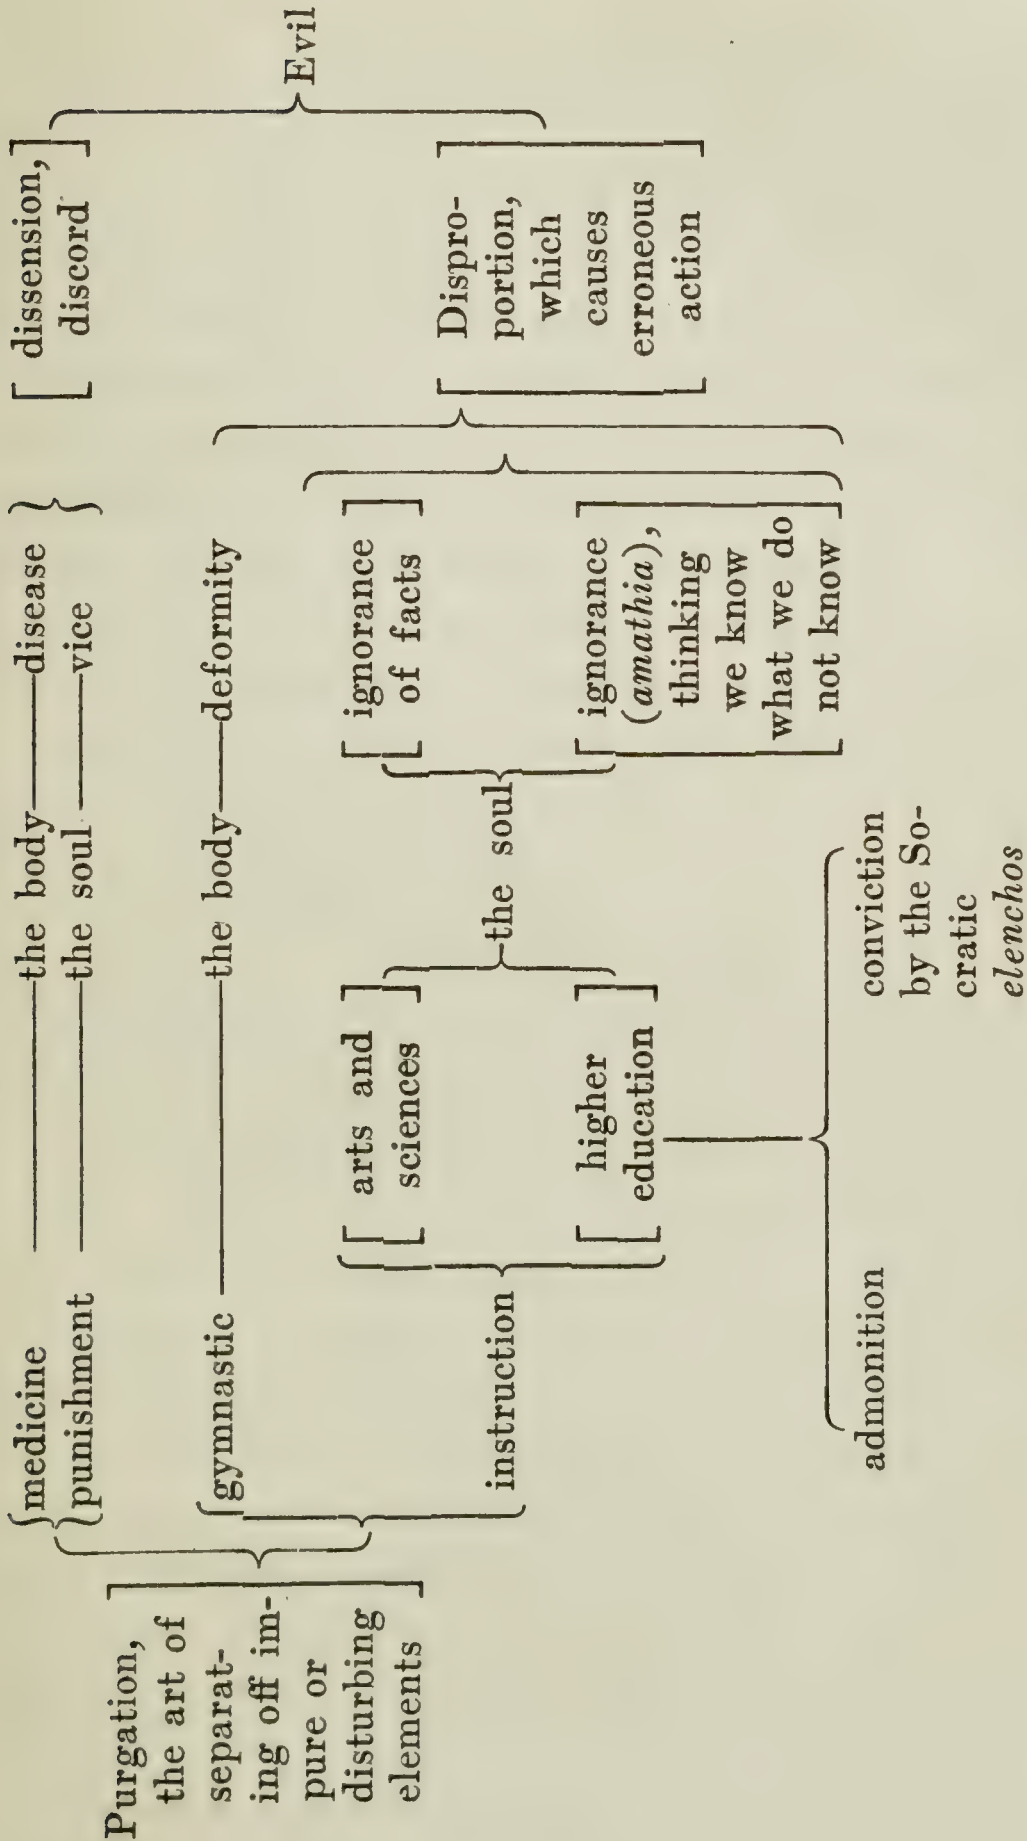 Purgation,
the art of
separat-
ing off im-
pure or
disturbing
elements
medicine the body disease
punishment the soul vice
dissension,
discord
Evil
gymnastic the body deformity
instruction
arts and
sciences
higher
education
the soul
ignorance
of facts
ignorance
(amathia),
thinking
we know
what we do
not know
Dispro-
portion,
which
causes
erroneous
action
admonition
conviction
by the So-
cratic
elenchos